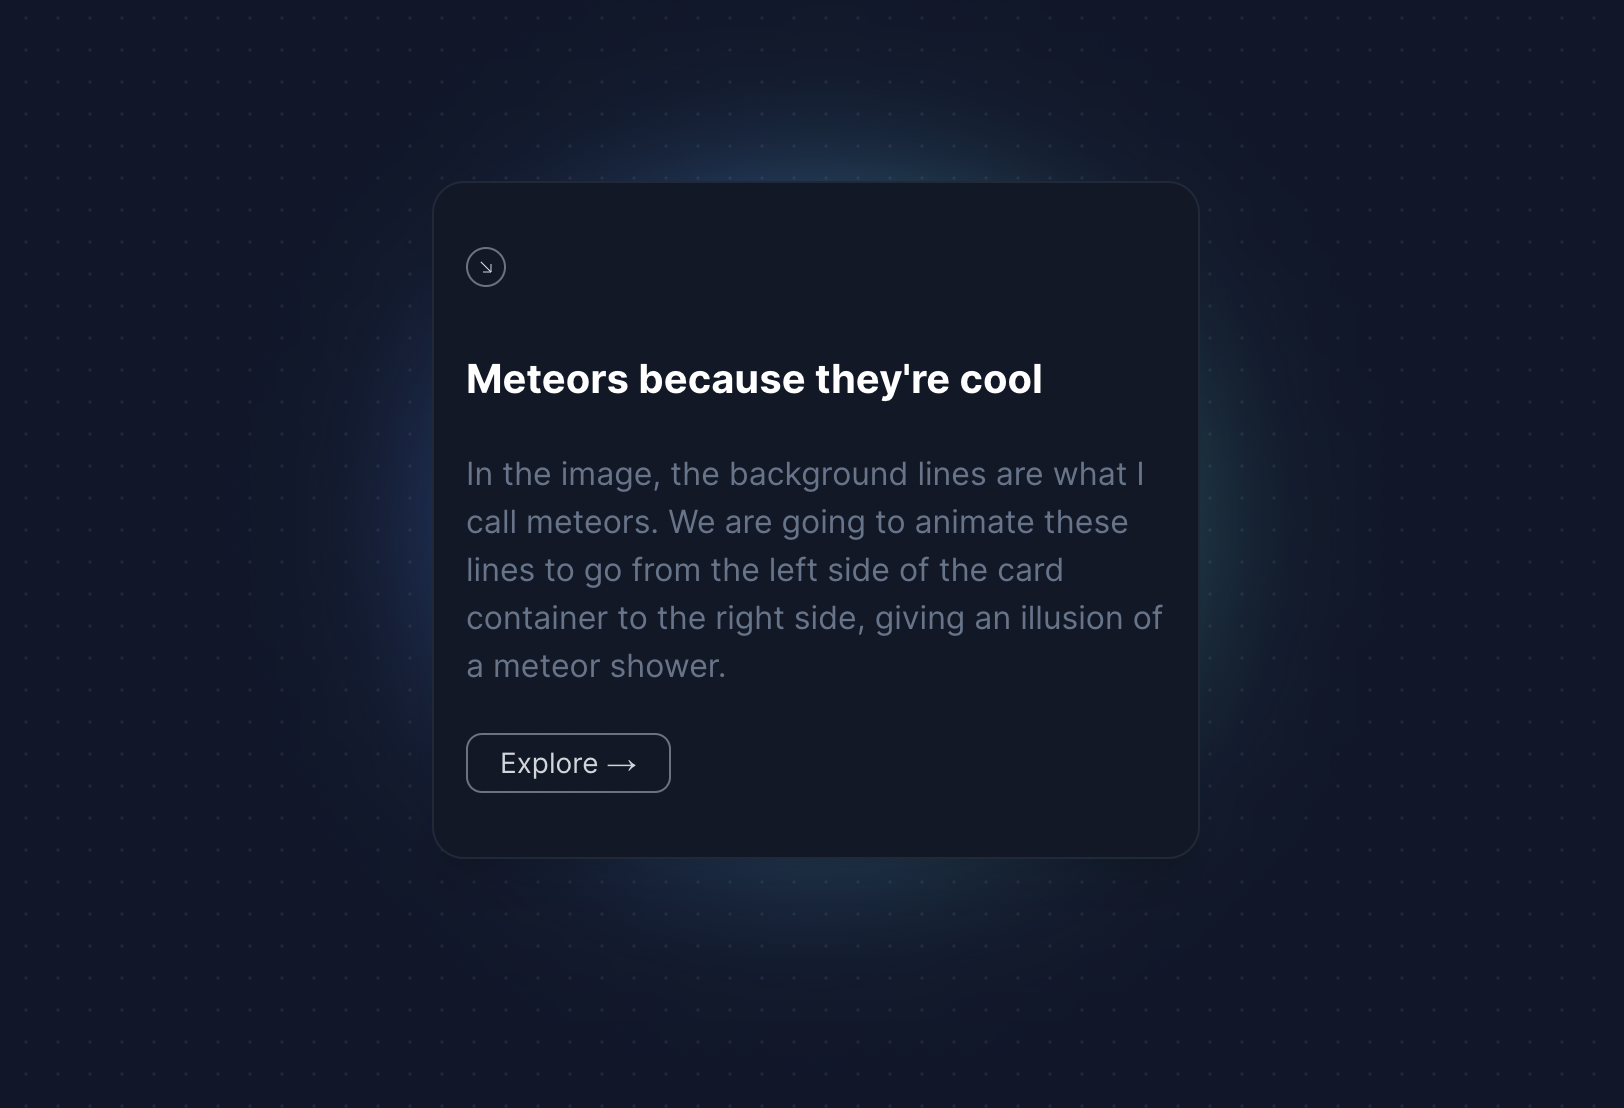 Meteors because they're cool
In the image, the background lines are what I
call meteors. We are going to animate these
lines to go from the left side of the card
container to the right side, giving an illusion of
a meteor shower.
Explore →